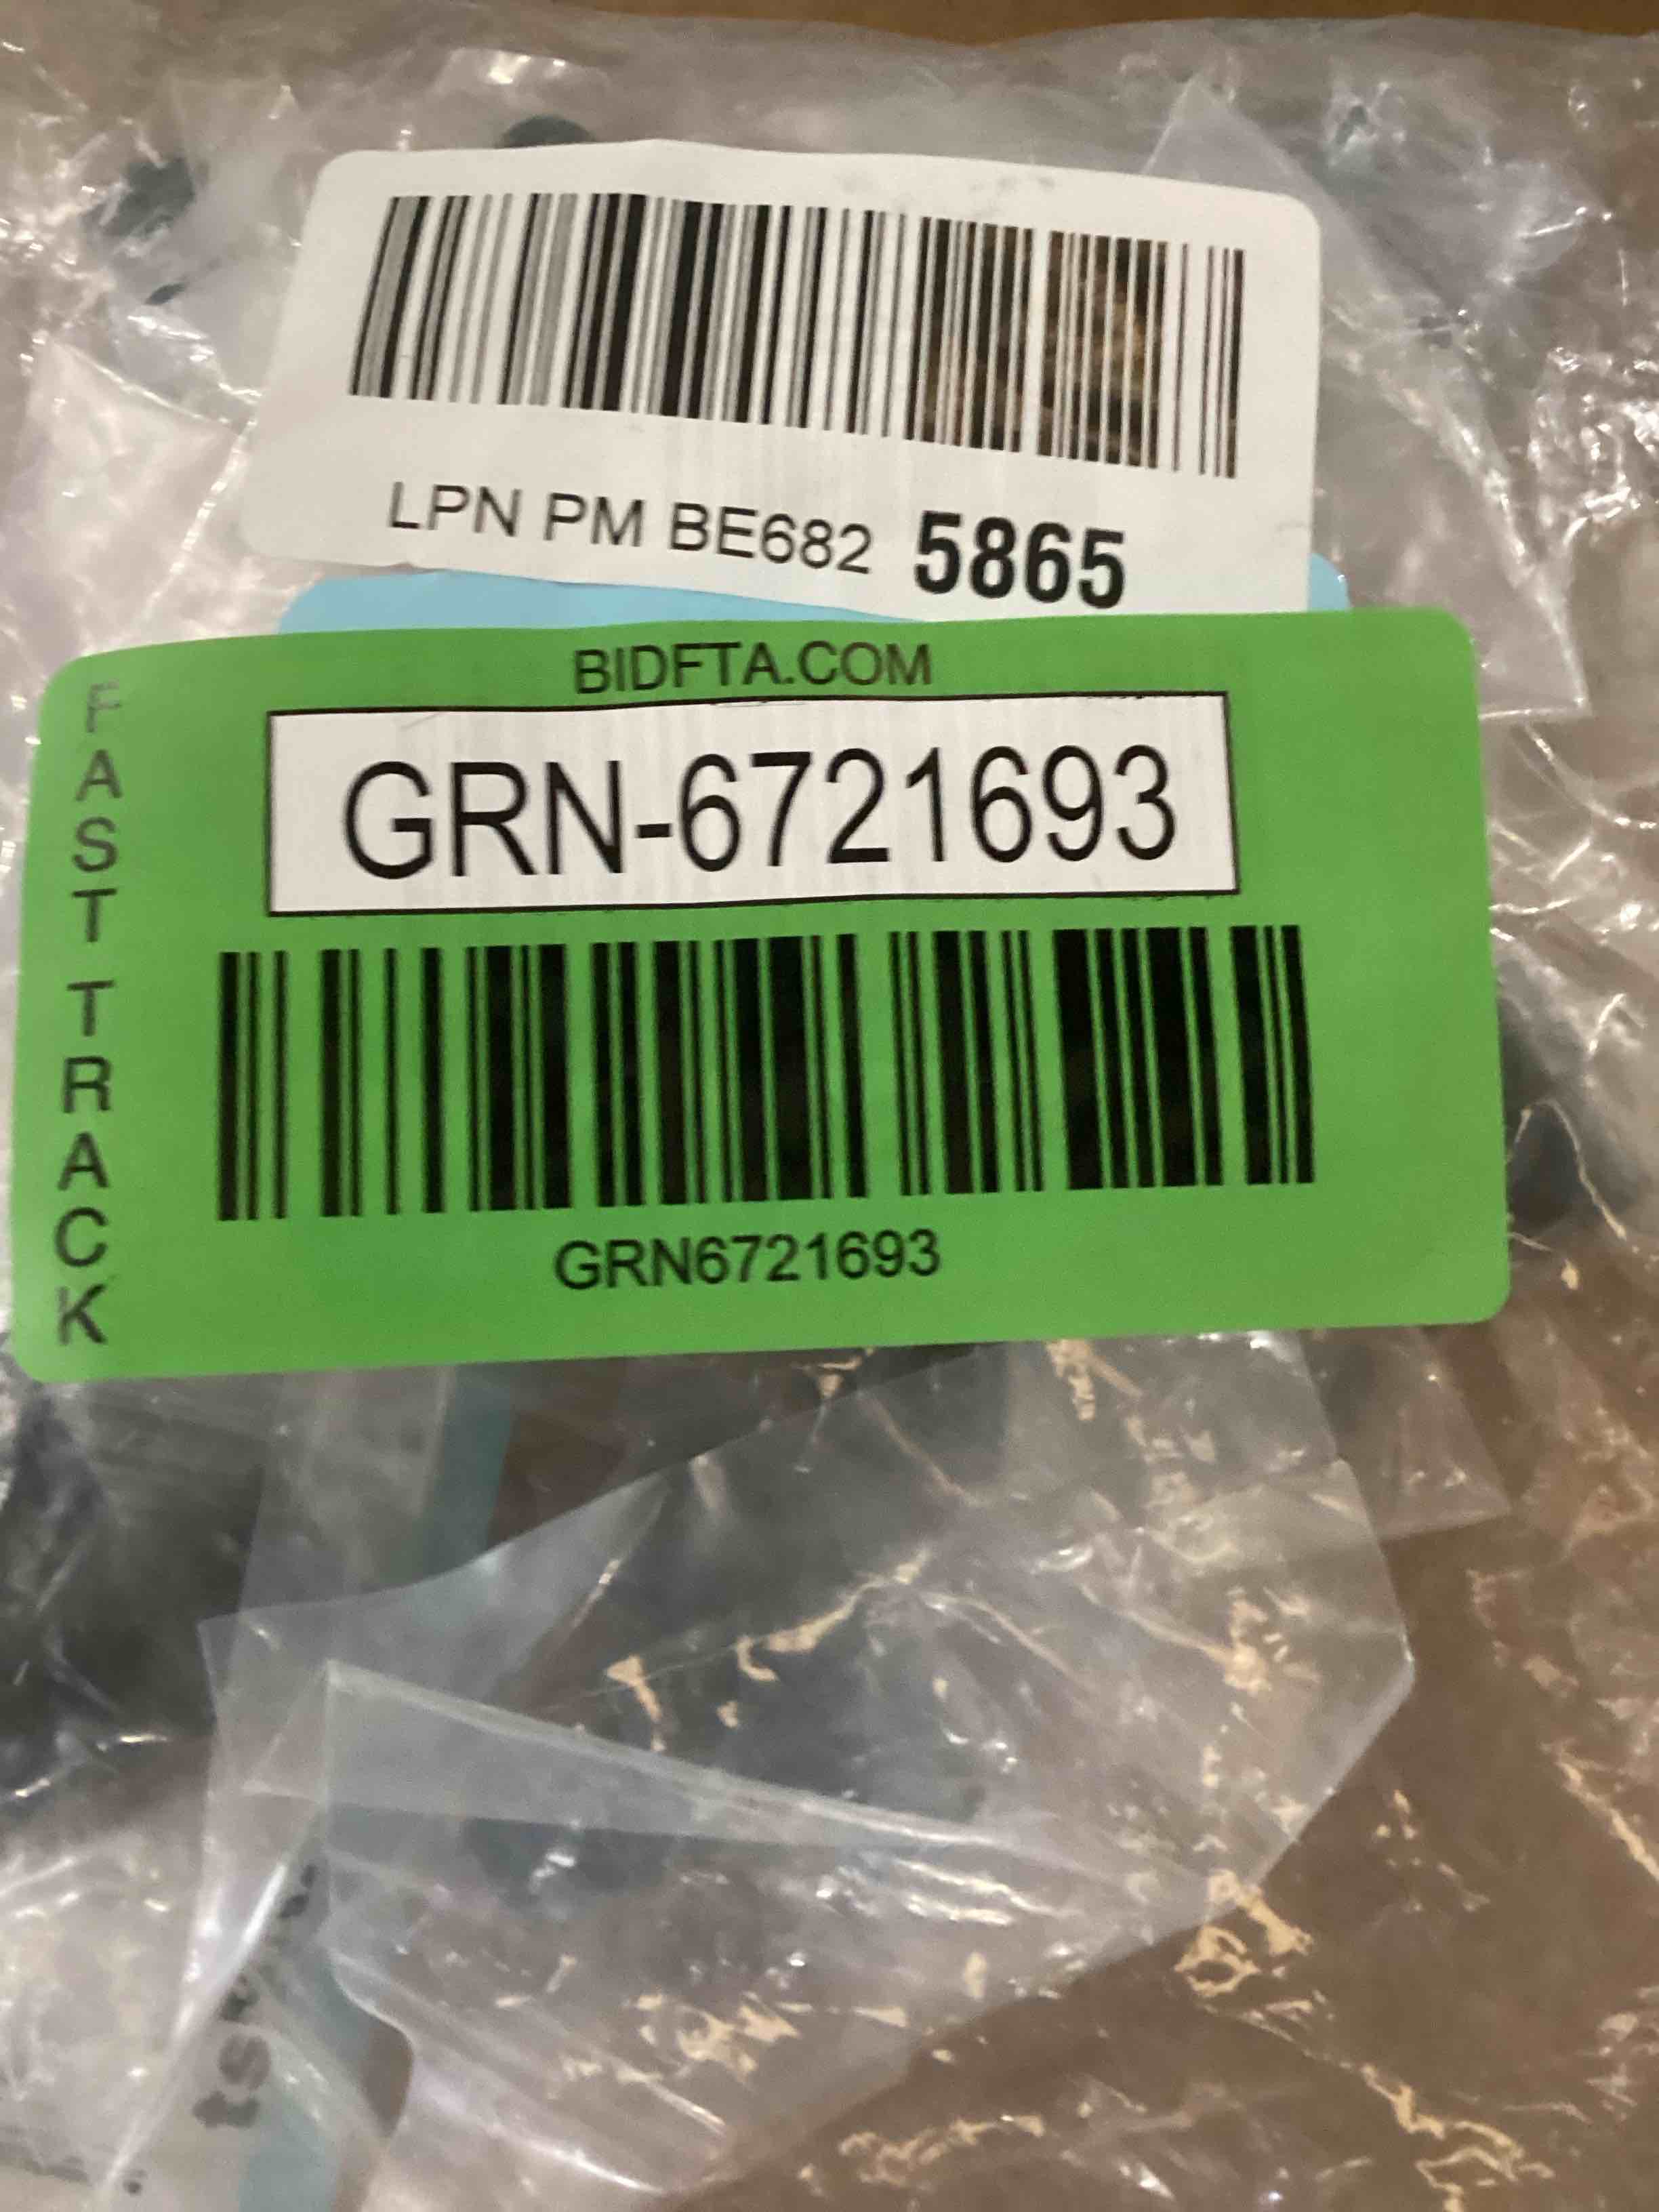 LPN PM BE682 5865
BIDFTA.COM
FAST TRACK
GRN-6721693
GRN6721693